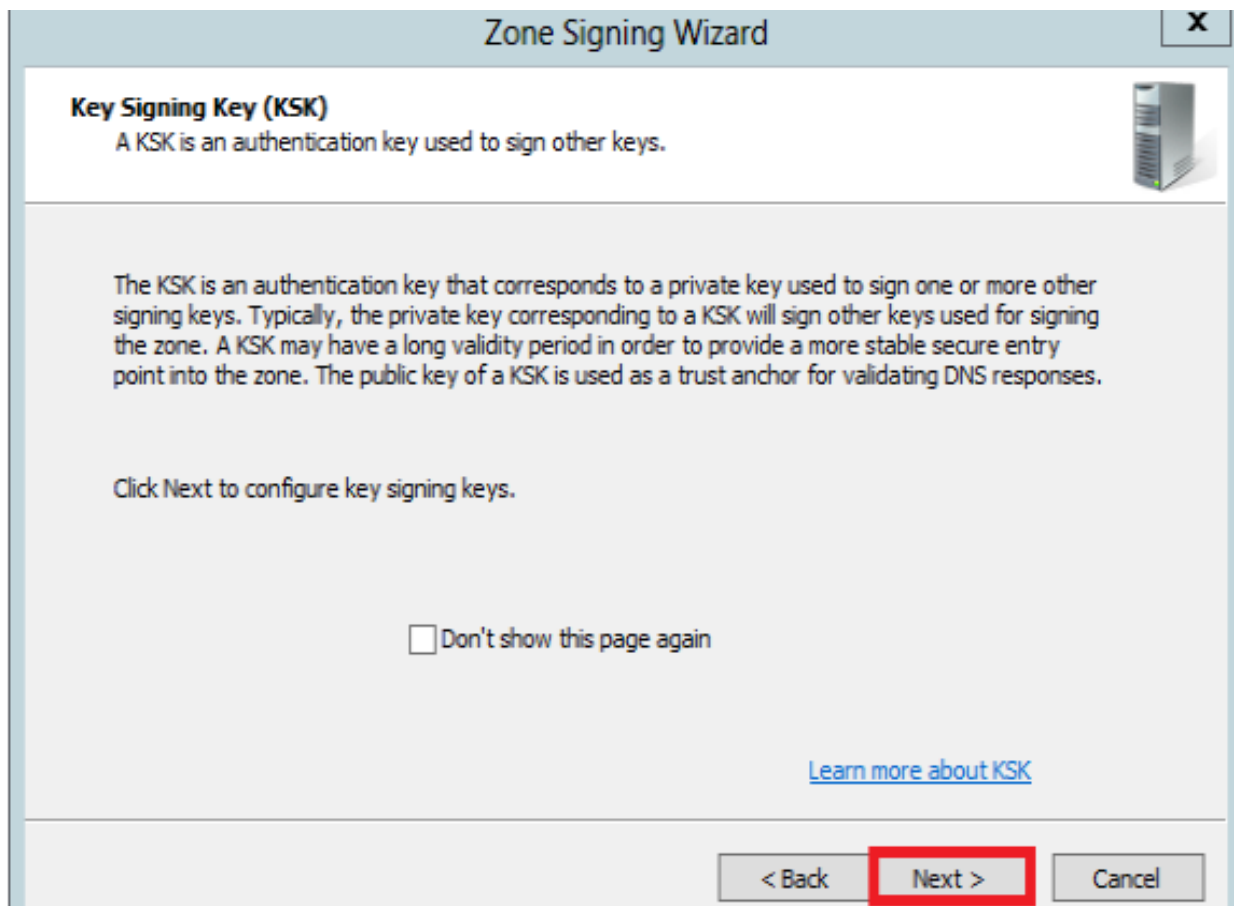 Zone Signing Wizard
x
Key Signing Key (KSK)
A KSK is an authentication key used to sign other keys.
The KSK is an authentication key that corresponds to a private key used to sign one or more other
signing keys. Typically, the private key corresponding to a KSK will sign other keys used for signing
the zone. A KSK may have a long validity period in order to provide a more stable secure entry
point into the zone. The public key of a KSK is used as a trust anchor for validating DNS responses.
Click Next to configure key signing keys.
Don't show this page again
Learn more about KSK
< Back
Next >
Cancel